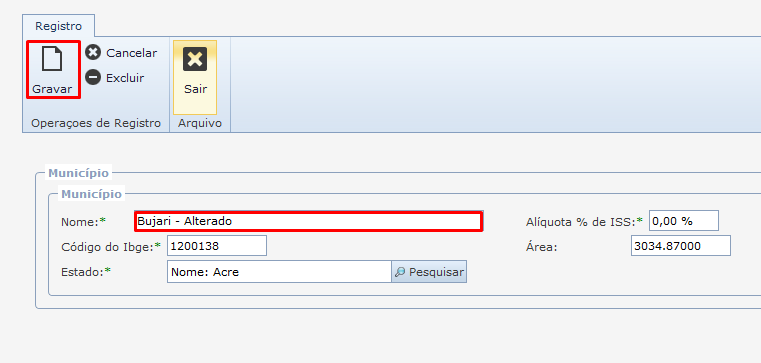 Registro
Gravar
Cancelar
Excluir
Sair
Operaçoes de Registro
Arquivo
Município
Município
Nome:* Bujari - Alterado Alíquota % de ISS:* 0,00 %
Código do Ibge:* 1200138 Área: 3034.87000
Estado:* Nome: Acre Pesquisar